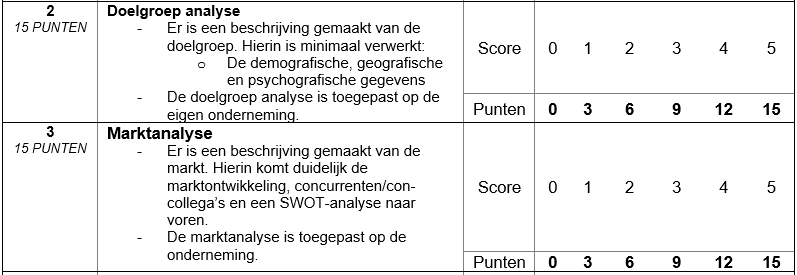 2
15 PUNTEN
Doelgroep analyse
- Er is een beschrijving gemaakt van de
doelgroep. Hierin is minimaal verwerkt:
o De demografische, geografische
en psychografische gegevens
- De doelgroep analyse is toegepast op de
eigen onderneming.
Score 0 1 2 3 4 5
Punten 0 3 6 9 12 15
3
15 PUNTEN
Marktanalyse
- Er is een beschrijving gemaakt van de
markt. Hierin komt duidelijk de
marktontwikkeling, concurrenten/con-
collega's en een SWOT-analyse naar
voren.
- De marktanalyse is toegepast op de
onderneming.
Score 0 1 2 3 4 5
Punten 0 3 6 9 12 15